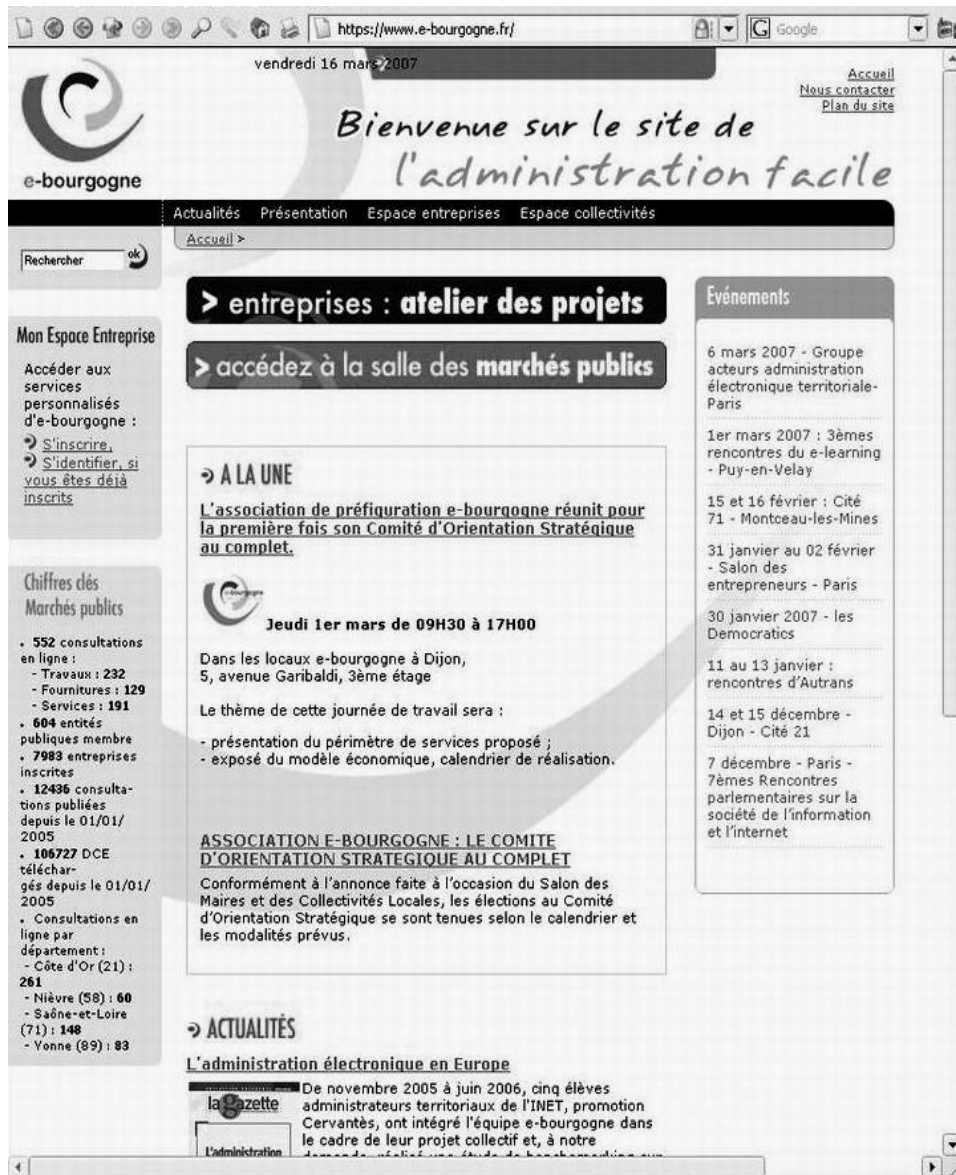 https://www.e-bourgogne.fr/
G Google
vendredi 16 mars 2007
Accueil
Nous contacter
Plan du site
Bienvenue sur le site de
l'administration facile
e-bourgogne
Actualités Présentation Espace entreprises Espace collectivités
Accueil >
Rechercher ok
Mon Espace Entreprise
Accéder aux
services
personnalisés
d'e-bourgogne :
S'inscrire,
S'identifier, si
vous êtes déjà
inscrits
Chiffres clés
Marchés publics
. 552 consultations
en ligne :
- Travaux : 232
- Fournitures : 129
- Services : 191
. 604 entités
publiques membre
. 7983 entreprises
inscrites
. 12436 consulta-
tions publiées
depuis le 01/01/
2005
. 106727 DCE
téléchar-
gés depuis le 01/01/
2005
. Consultations en
ligne par
département :
- Côte d'Or (21) :
261
- Nièvre (58) : 60
- Saône-et-Loire
(71) : 148
- Yonne (89) : 83
> entreprises : atelier des projets
> accédez à la salle des marchés publics
A LA UNE
L'association de préfiguration e-bourgogne réunit pour
la première fois son Comité d'Orientation Stratégique
au complet.
e-bourgogne
Jeudi 1er mars de 09H30 à 17H00
Dans les locaux e-bourgogne à Dijon,
5, avenue Garibaldi, 3ème étage
Le thème de cette journée de travail sera :
- présentation du périmètre de services proposé ;
- exposé du modèle économique, calendrier de réalisation.
ASSOCIATION E-BOURGOGNE : LE COMITE
D'ORIENTATION STRATEGIQUE AU COMPLET
Conformément à l'annonce faite à l'occasion du Salon des
Maires et des Collectivités Locales, les élections au Comité
d'Orientation Stratégique se sont tenues selon le calendrier et
les modalités prévus.
ACTUALITÉS
L'administration électronique en Europe
la gazette
L'administration
De novembre 2005 à juin 2006, cinq élèves
administrateurs territoriaux de l'INET, promotion
Cervantès, ont intégré l'équipe e-bourgogne dans
le cadre de leur projet collectif et, à notre
Evénements
6 mars 2007 - Groupe
acteurs administration
électronique territoriale-
Paris
1er mars 2007 : 3èmes
rencontres du e-learning
- Puy-en-Velay
15 et 16 février : Cité
71 - Montceau-les-Mines
31 janvier au 02 février
- Salon des
entrepreneurs - Paris
30 janvier 2007 - les
Democratics
11 au 13 janvier :
rencontres d'Autrans
14 et 15 décembre -
Dijon - Cité 21
7 décembre - Paris -
7èmes Rencontres
parlementaires sur la
société de l'information
et l'internet